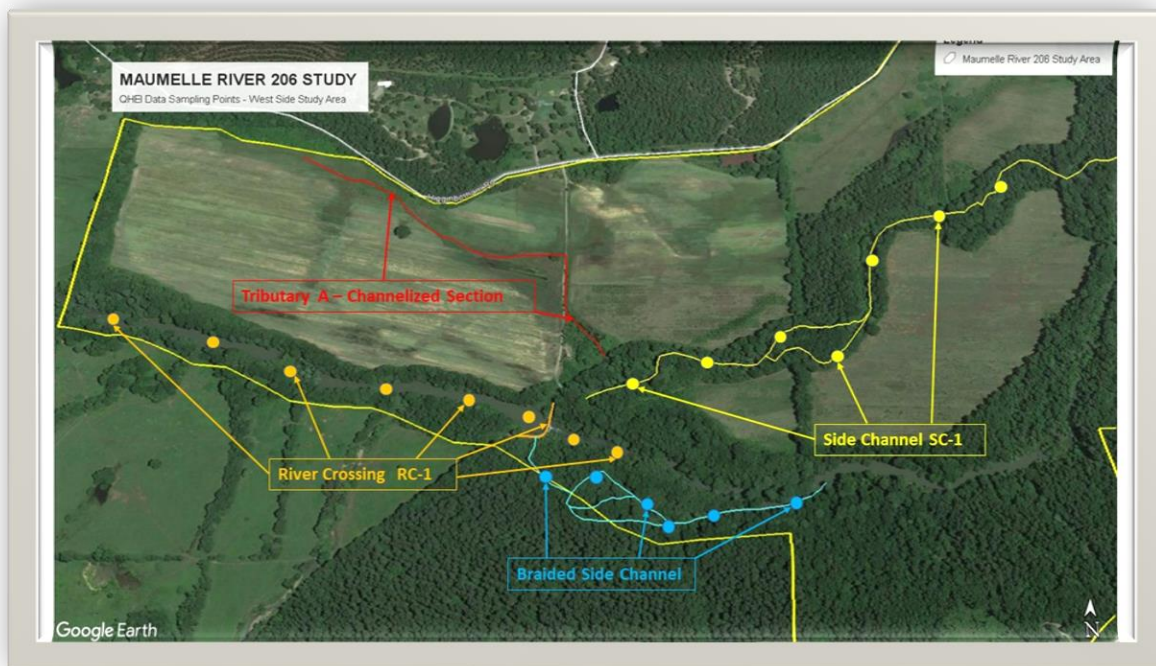 MAUMELLE RIVER 206 STUDY
QHEI Data Sampling Points - West Side Study Area
Maumelle River 206 Study Area
Tributary A – Channelized Section
Side Channel SC-1
River Crossing RC-1
Braided Side Channel
Google Earth
N